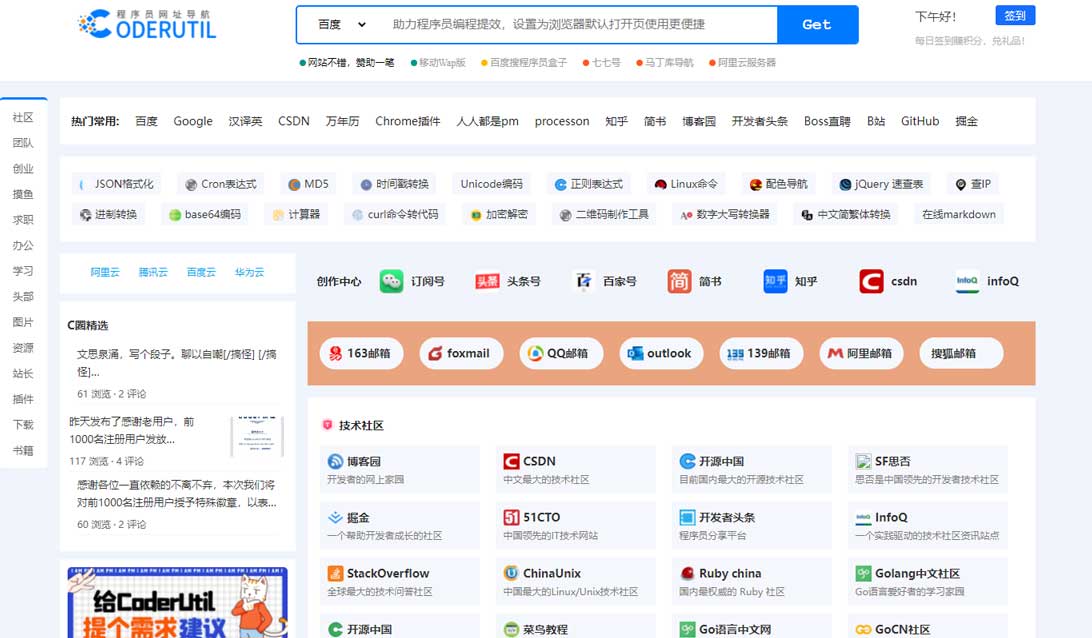 程序员网址导航
CODERUTIL
百度
助力程序员编程提效，设置为浏览器默认打开页使用更便捷
Get
下午好！
签到
每日签到赚积分，兑礼品！
网站不错，赞助一笔 移动Wap版 百度搜程序员盒子 七七号 马丁库导航 阿里云服务器
社区
团队
创业
摸鱼
求职
办公
学习
头部
图片
资源
站长
插件
下载
书籍
热门常用: 百度 Google 汉译英 CSDN 万年历 Chrome插件 人人都是pm processon 知乎 简书 博客园 开发者头条 Boss直聘 B站 GitHub 掘金
JSON格式化 Cron表达式 MD5 时间戳转换 Unicode编码 正则表达式 Linux命令 配色导航 jQuery 速查表 查IP
进制转换 base64编码 计算器 curl命令转代码 加密解密 二维码制作工具 数字大写转换器 中文简繁体转换 在线markdown
阿里云 腾讯云 百度云 华为云
C圈精选
文思泉涌，写个段子。聊以自嘲[/搞怪] [/搞
怪]...
61 浏览 · 2 评论
昨天发布了感谢老用户，前
1000名注册用户发放...
117 浏览 · 4 评论
感谢各位一直依赖的不离不弃，本次我们将
对前1000名注册用户授予特殊徽章，以表...
60 浏览 · 2 评论
给CoderUtil
提个需求建议
创作中心 订阅号 头条 头条号 百 百家号 简 简书 知乎 知乎 csdn InfoQ infoQ
163邮箱 foxmail QQ邮箱 outlook 139 139邮箱 阿里邮箱 搜狐邮箱
技术社区
博客园 CSDN 开源中国 SF思否
开发者的网上家园 中文最大的技术社区 目前国内最大的开源技术社区 思否是中国领先的开发者技术社区
掘金 51 51CTO 开发者头条 InfoQ InfoQ
一个帮助开发者成长的社区 中国领先的IT技术网站 程序员分享平台 一个实践驱动的技术社区资讯站点
StackOverflow ChinaUnix Ruby china Golang中文社区
全球最大的技术问答社区 中国最大的Linux/Unix技术社区 国内最权威的 Ruby 社区 Go语言爱好者的学习家园
开源中国 菜鸟教程 Go语言中文网 GoCN社区